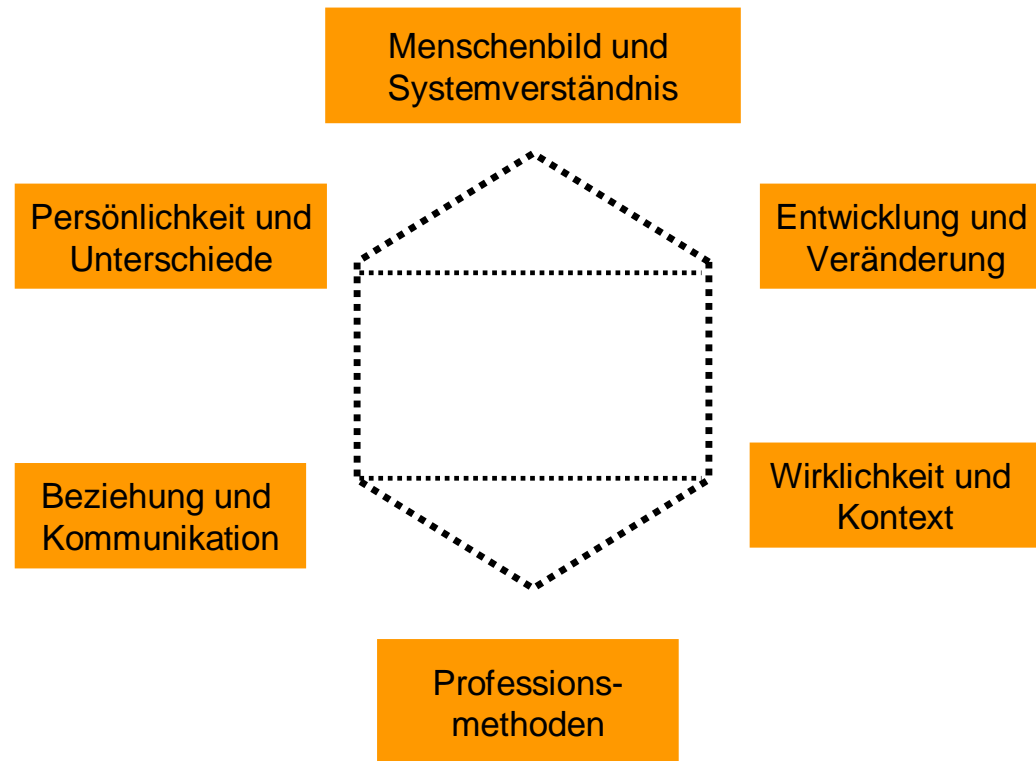 Menschenbild und
Systemverständnis
Persönlichkeit und
Unterschiede
Entwicklung und
Veränderung
Beziehung und
Kommunikation
Wirklichkeit und
Kontext
Professions-
methoden